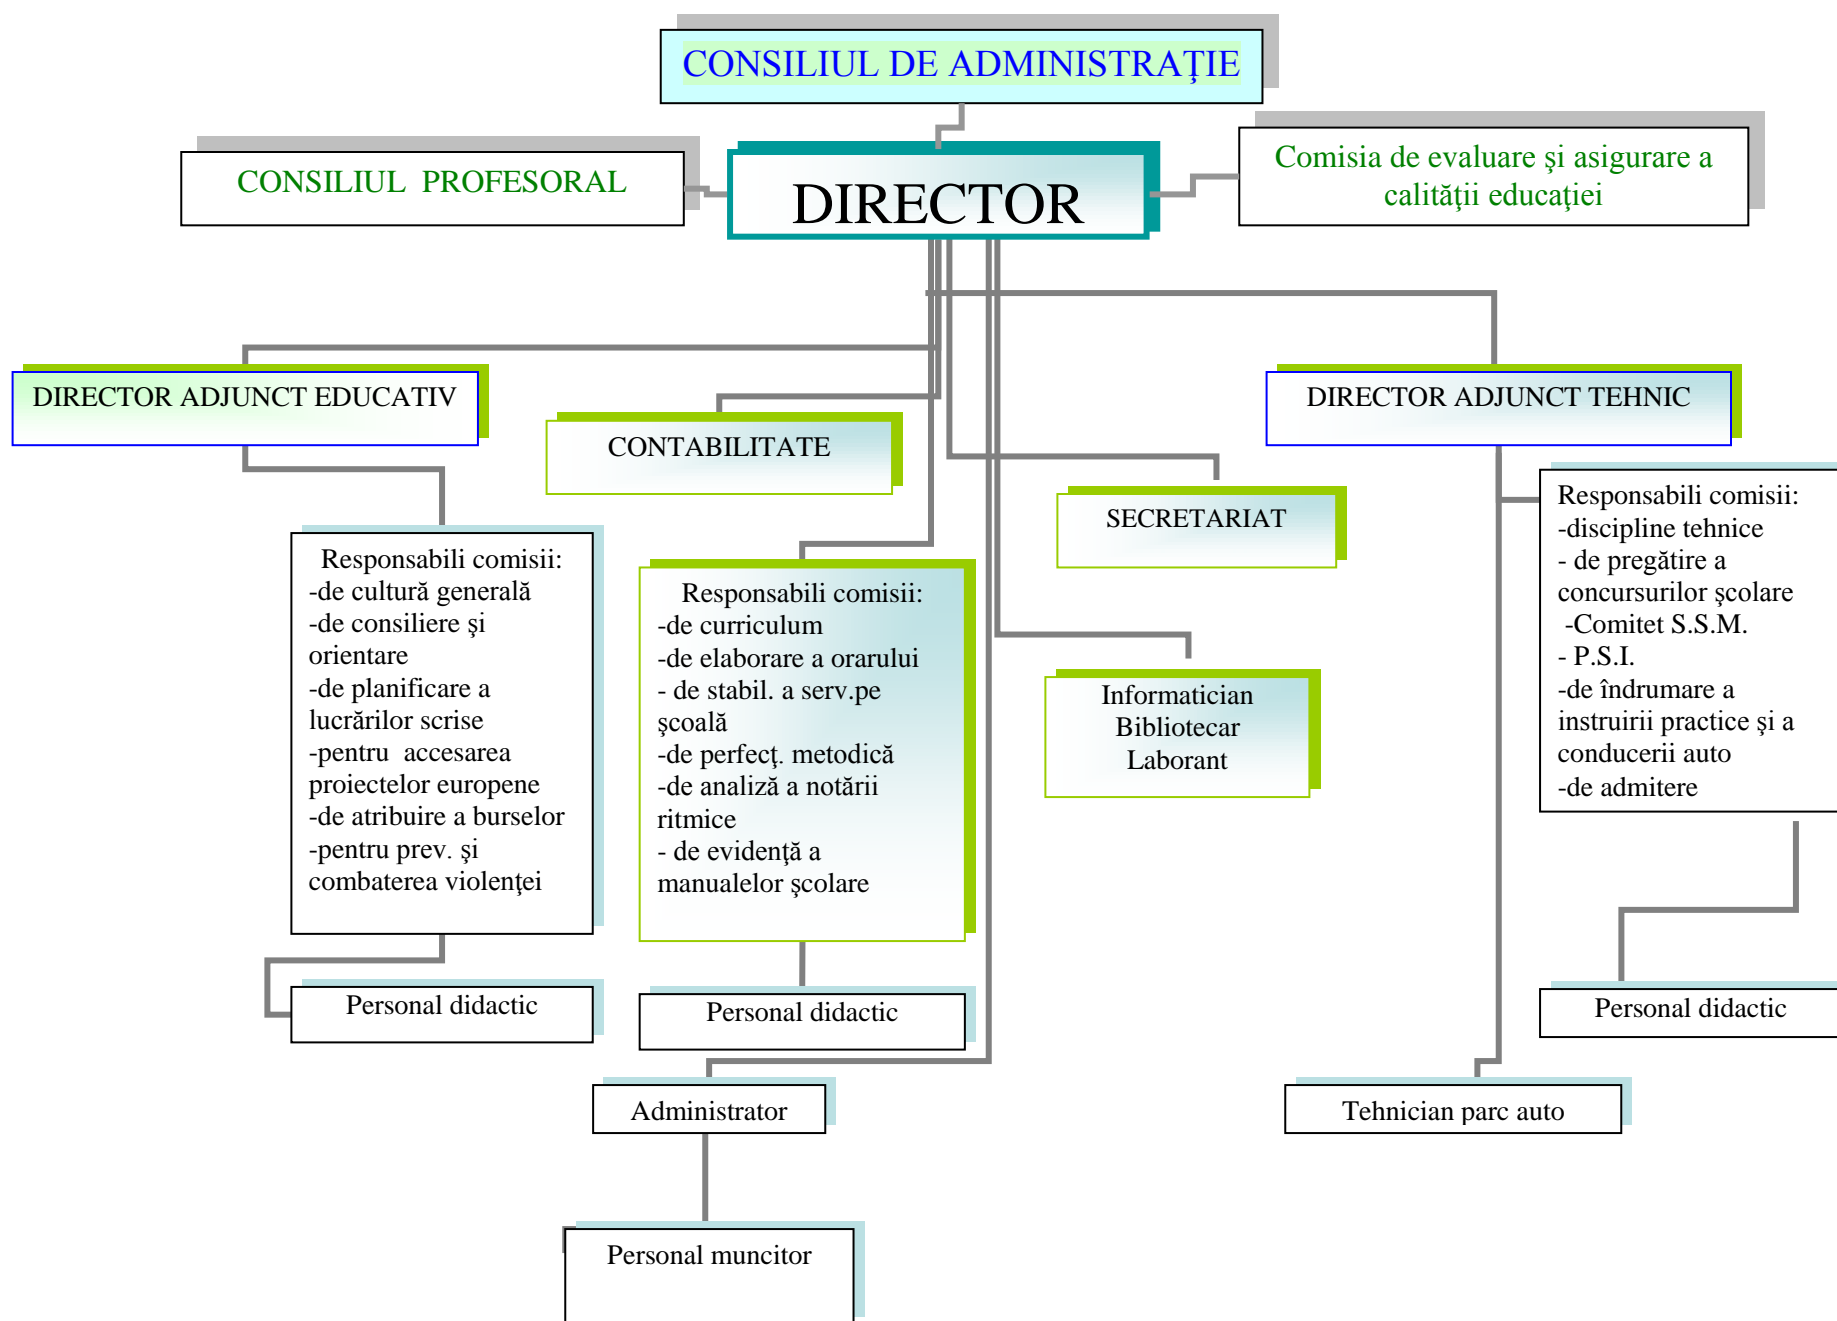 CONSILIUL DE ADMINISTRAŢIE
CONSILIUL PROFESORAL
DIRECTOR
Comisia de evaluare şi asigurare a
calităţii educaţiei
DIRECTOR ADJUNCT EDUCATIV
CONTABILITATE
SECRETARIAT
DIRECTOR ADJUNCT TEHNIC
Responsabili comisii:
-de cultură generală
-de consiliere şi
orientare
-de planificare a
lucrărilor scrise
-pentru accesarea
proiectelor europene
-de atribuire a burselor
-pentru prev. şi
combaterea violenţei
Responsabili comisii:
-de curriculum
-de elaborare a orarului
- de stabil. a serv.pe
şcoală
-de perfecţ. metodică
-de analiză a notării
ritmice
- de evidenţă a
manualelor şcolare
Informatician
Bibliotecar
Laborant
Responsabili comisii:
-discipline tehnice
- de pregătire a
concursurilor şcolare
-Comitet S.S.M.
- P.S.I.
-de îndrumare a
instruirii practice şi a
conducerii auto
-de admitere
Personal didactic
Personal didactic
Personal didactic
Administrator
Tehnician parc auto
Personal muncitor